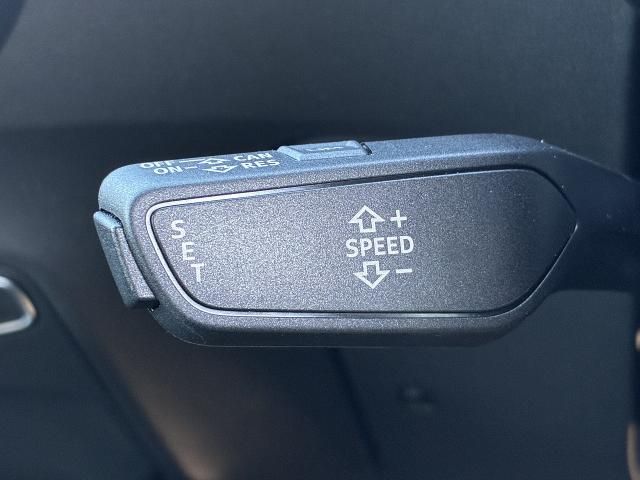 OFF CAN
ON RES
SET
+
SPEED
-